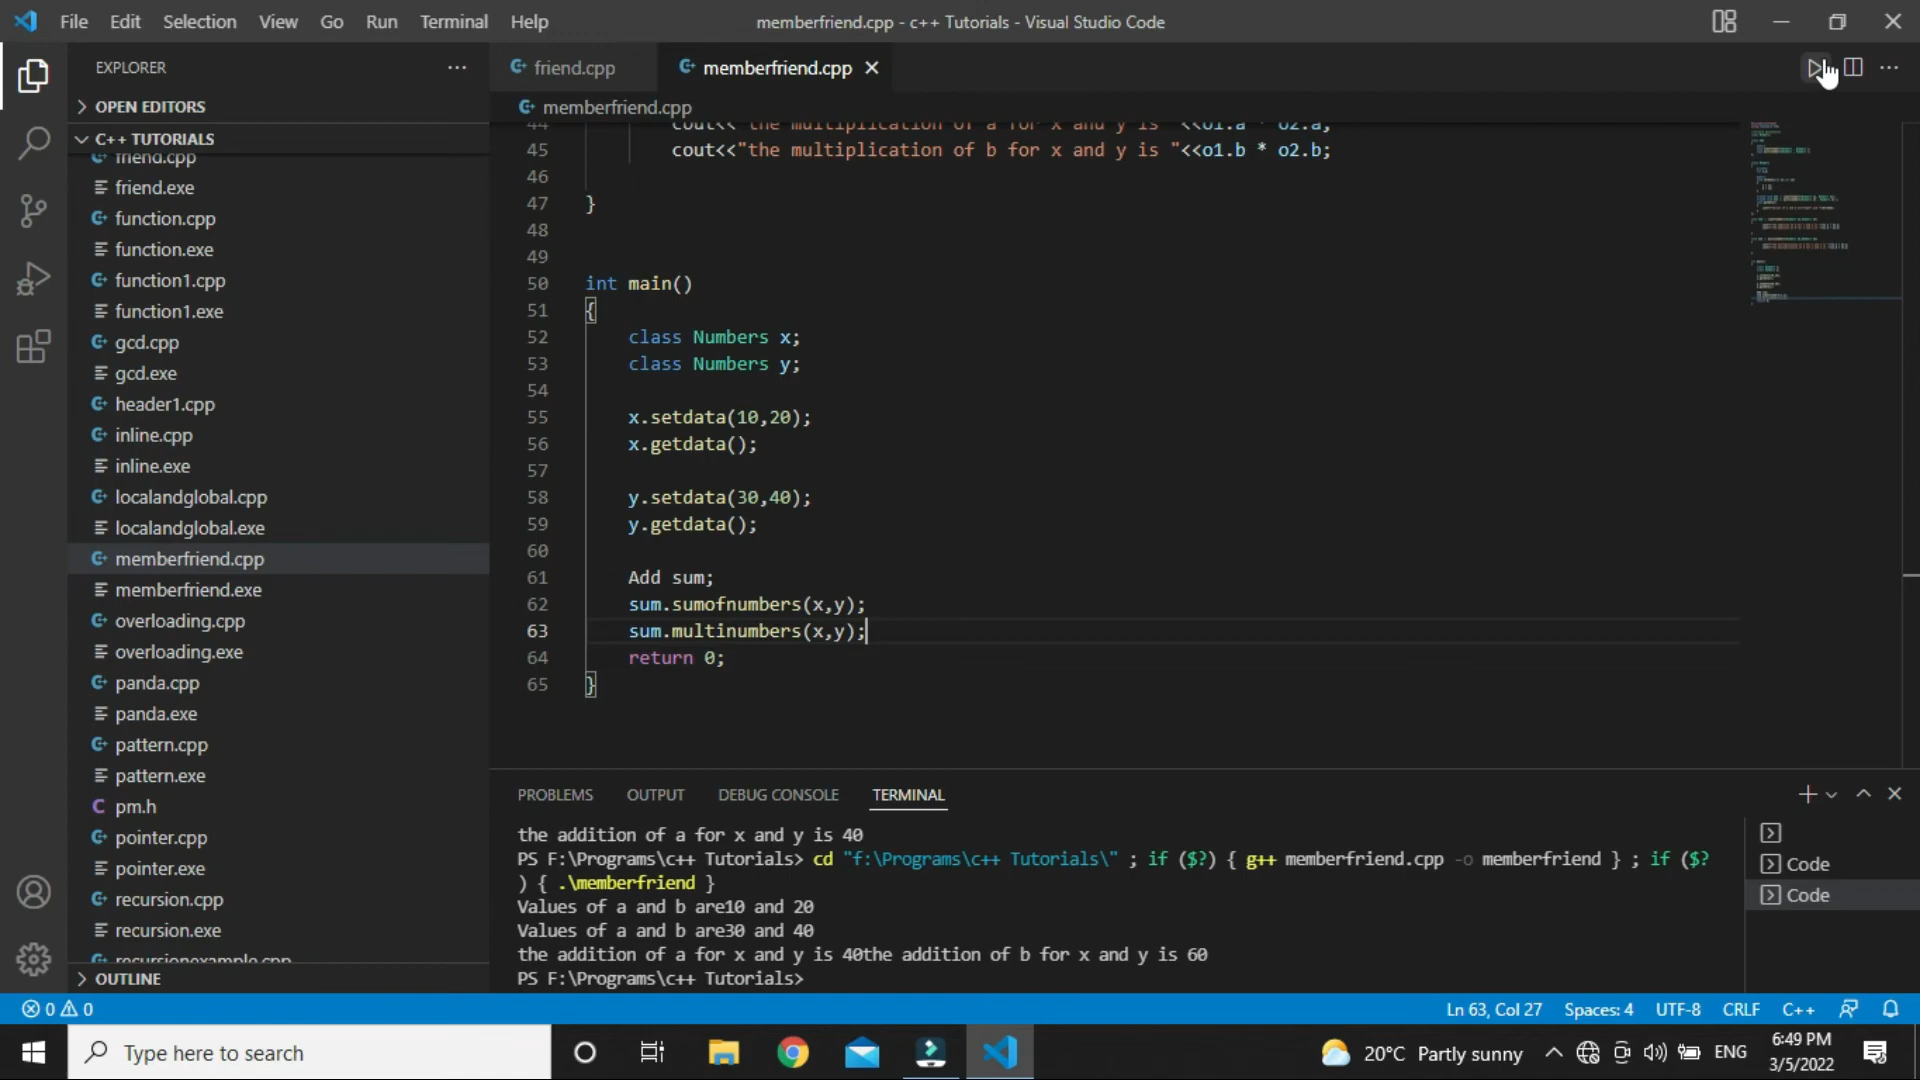 File Edit Selection View Go Run Terminal Help
memberfriend.cpp - c++ Tutorials - Visual Studio Code
EXPLORER
OPEN EDITORS
C++ TUTORIALS
friend.cpp
friend.exe
function.cpp
function.exe
function1.cpp
function1.exe
gcd.cpp
gcd.exe
header1.cpp
inline.cpp
inline.exe
localandglobal.cpp
localandglobal.exe
memberfriend.cpp
memberfriend.exe
overloading.cpp
overloading.exe
panda.cpp
panda.exe
pattern.cpp
pattern.exe
pm.h
pointer.cpp
pointer.exe
recursion.cpp
recursion.exe
recursionexample.cpp
OUTLINE
friend.cpp memberfriend.cpp
memberfriend.cpp
44 cout<<"the multiplication of a for x and y is "<<o1.a * o2.a;
45 cout<<"the multiplication of b for x and y is "<<o1.b * o2.b;
46
47 }
48
49
50 int main()
51 {
52 class Numbers x;
53 class Numbers y;
54
55 x.setdata(10,20);
56 x.getdata();
57
58 y.setdata(30,40);
59 y.getdata();
60
61 Add sum;
62 sum.sumofnumbers(x,y);
63 sum.multinumbers(x,y);
64 return 0;
65 }
PROBLEMS OUTPUT DEBUG CONSOLE TERMINAL
the addition of a for x and y is 40
PS F:\Programs\c++ Tutorials> cd "f:\Programs\c++ Tutorials\" ; if ($?) { g++ memberfriend.cpp -o memberfriend } ; if ($?
) { .\memberfriend }
Values of a and b are10 and 20
Values of a and b are30 and 40
the addition of a for x and y is 40the addition of b for x and y is 60
PS F:\Programs\c++ Tutorials>
Code
Code
0 0
Ln 63, Col 27 Spaces: 4 UTF-8 CRLF C++
Type here to search
20°C Partly sunny
ENG
6:49 PM
3/5/2022